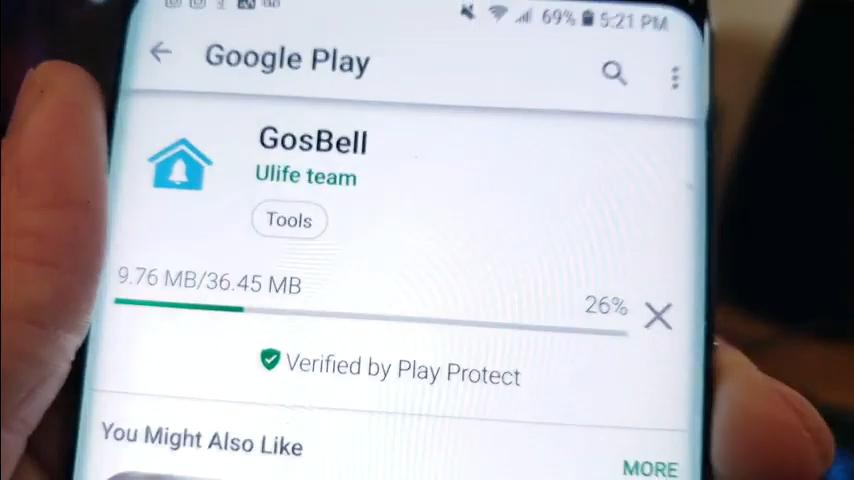 69% 5:21 PM
Google Play
GosBell
Ulife team
Tools
9.76 MB/36.45 MB
26%
Verified by Play Protect
You Might Also Like
MORE